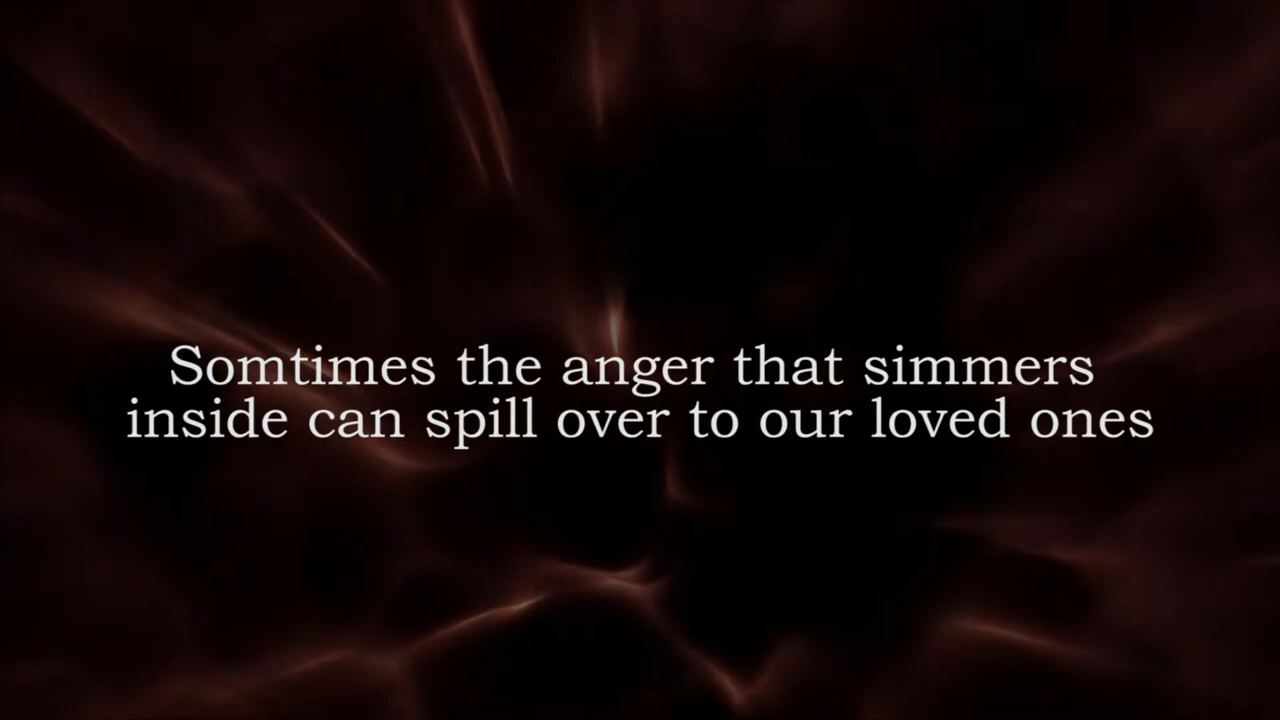 Somtimes the anger that simmers
inside can spill over to our loved ones